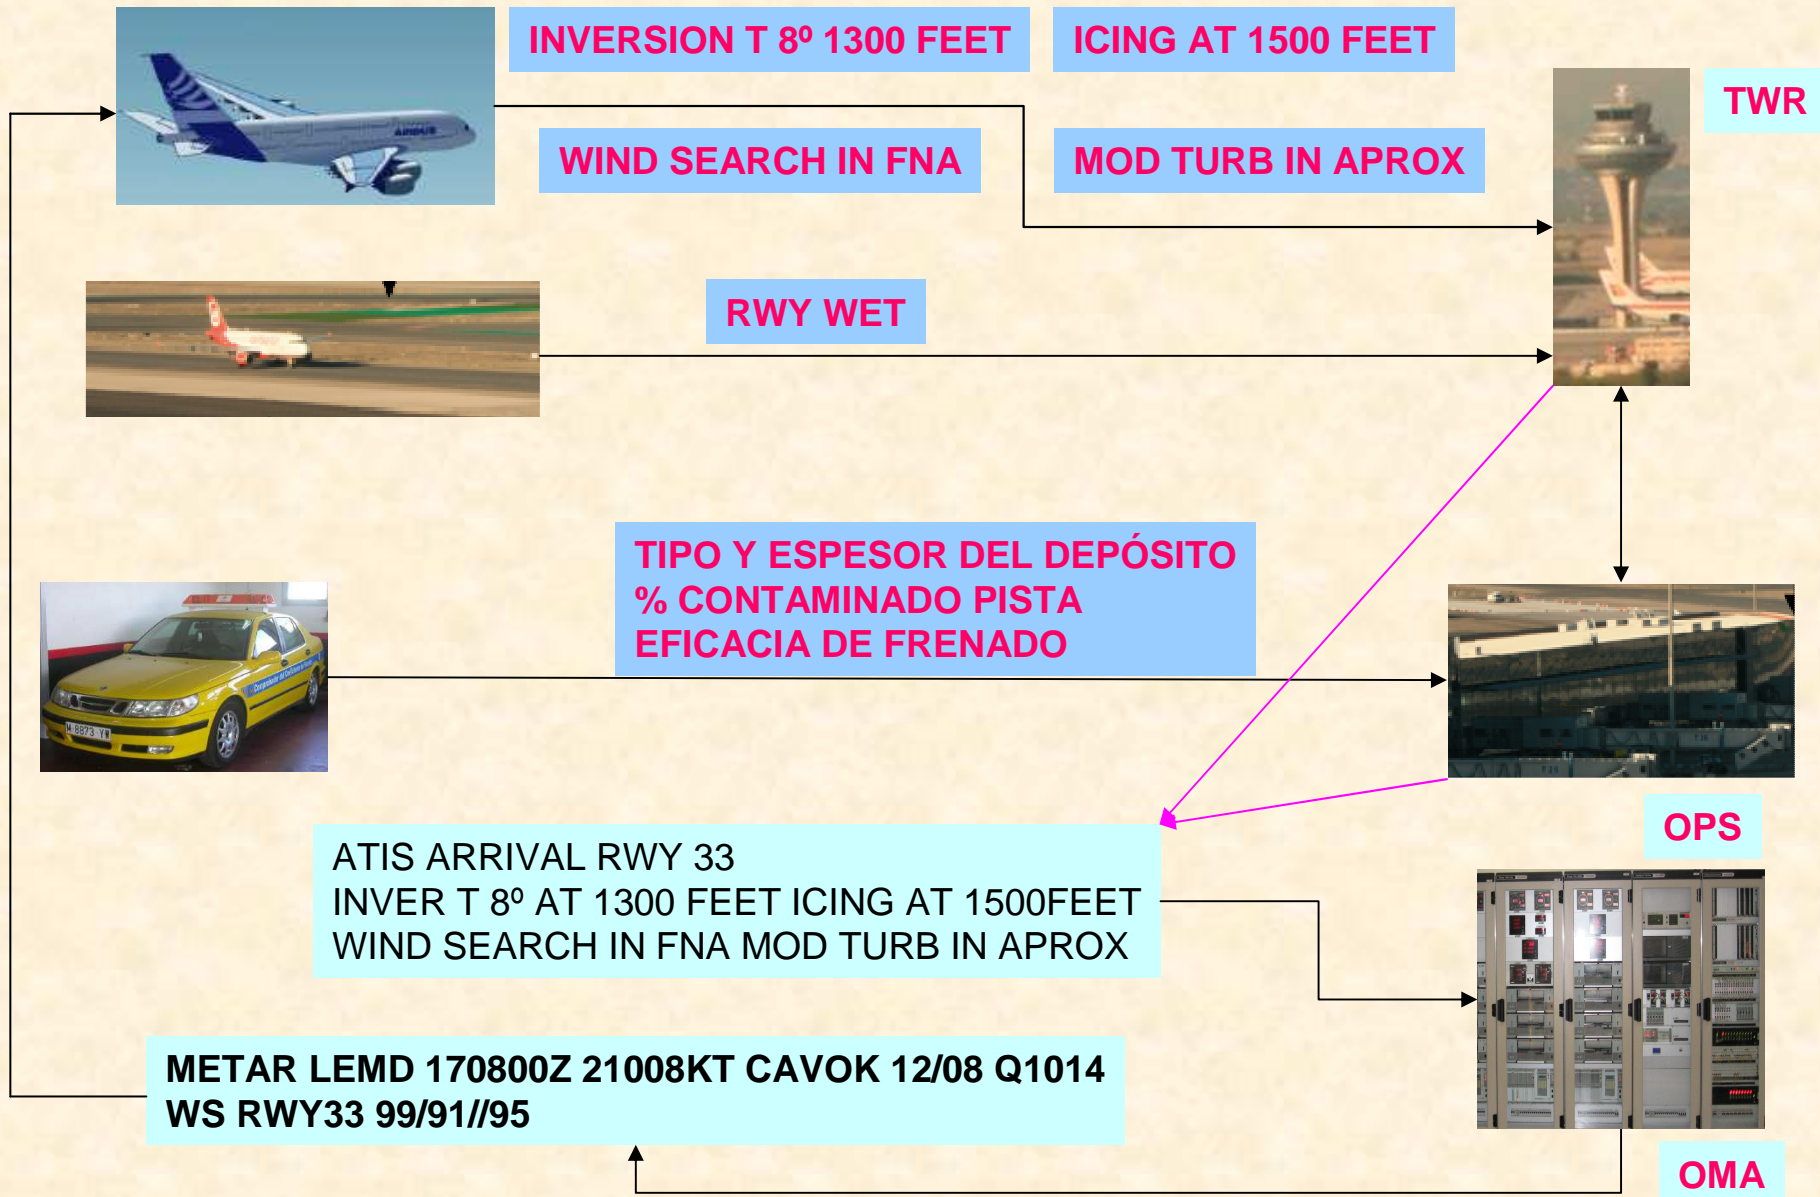 INVERSION T 8º 1300 FEET
ICING AT 1500 FEET
TWR
AIRBUS
WIND SEARCH IN FNA
MOD TURB IN APROX
RWY WET
TIPO Y ESPESOR DEL DEPÓSITO
% CONTAMINADO PISTA
EFICACIA DE FRENADO
M-8873-YW
OPS
ATIS ARRIVAL RWY 33
INVER T 8º AT 1300 FEET ICING AT 1500FEET
WIND SEARCH IN FNA MOD TURB IN APROX
METAR LEMD 170800Z 21008KT CAVOK 12/08 Q1014
WS RWY33 99/91//95
OMA